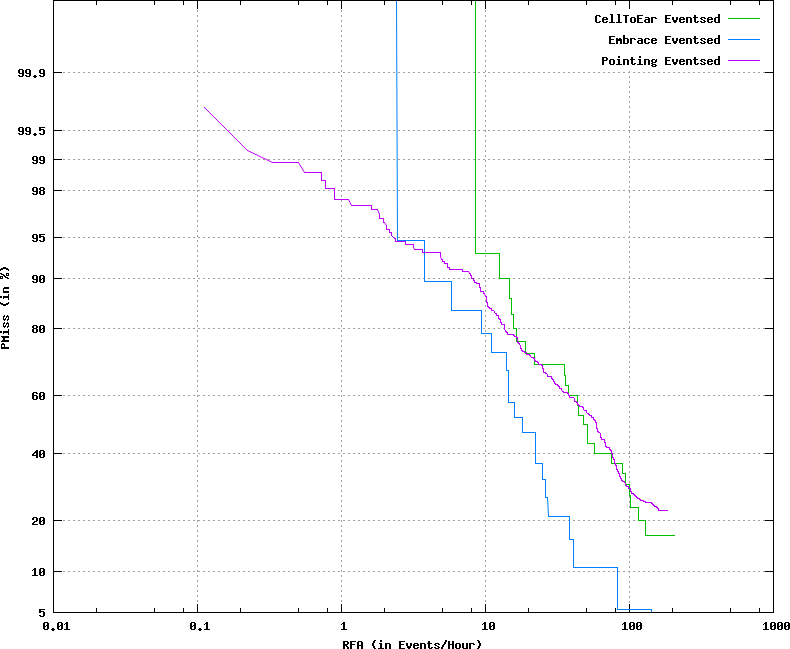 CellToEar Eventsed
Embrace Eventsed
Pointing Eventsed
99.9
99.5
99
98
95
90
80
60
40
20
10
5
PMiss (in %)
0.01 0.1 1 10 100 1000
RFA (in Events/Hour)